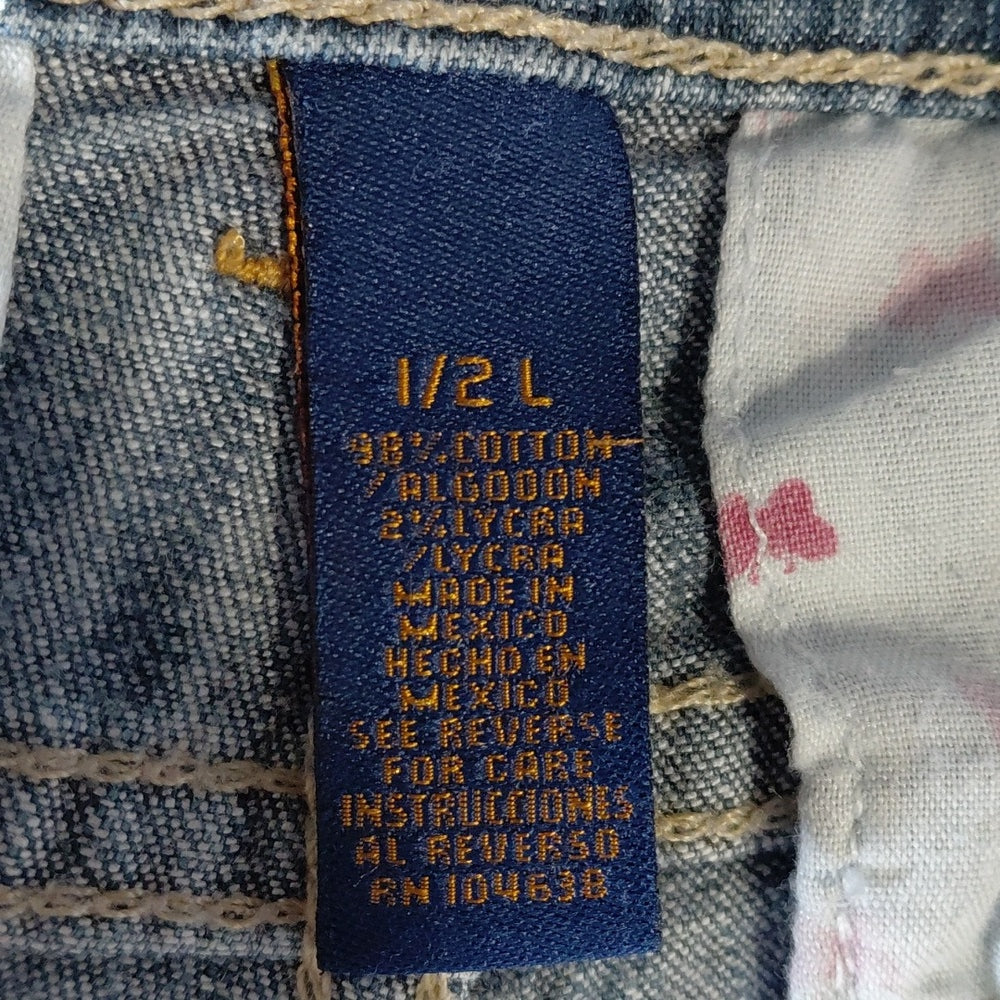 1/2 L
98% COTTON
/ALGODON
2% LYCRA
/LYCRA
MADE IN
MEXICO
HECHO EN
MEXICO
SEE REVERSE
FOR CARE
INSTRUCCIONES
AL REVERSO
RN 104638